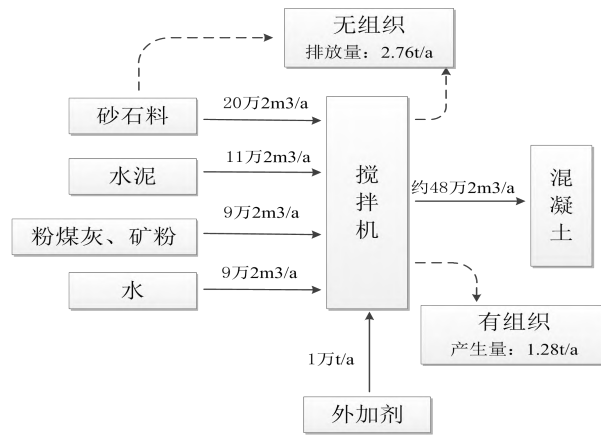 无组织
排放量：2.76t/a
砂石料
20万2m3/a
水泥
11万2m3/a
粉煤灰、矿粉
9万2m3/a
水
9万2m3/a
搅拌机
约48万2m3/a
混凝土
有组织
产生量：1.28t/a
1万t/a
外加剂